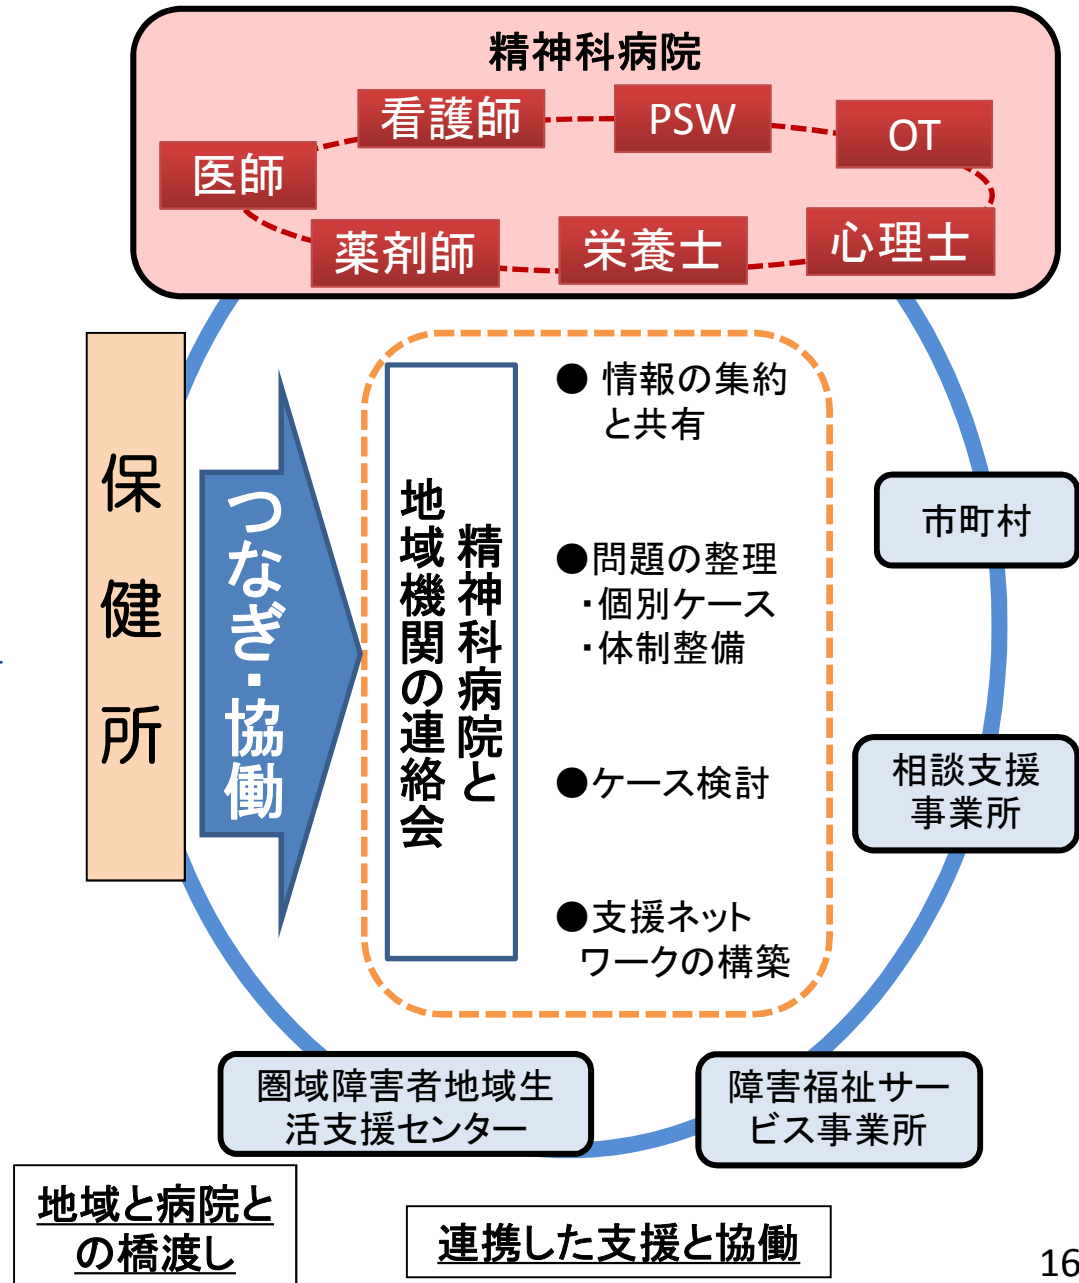 精神科病院
看護師
PSW
OT
医師
薬剤師
栄養士
心理士
保健所
つなぎ・協働
精神科病院と
地域機関の連絡会
● 情報の集約
と共有
●問題の整理
・個別ケース
・体制整備
●ケース検討
●支援ネット
ワークの構築
市町村
相談支援
事業所
圏域障害者地域生
活支援センター
障害福祉サー
ビス事業所
地域と病院と
の橋渡し
連携した支援と協働
16